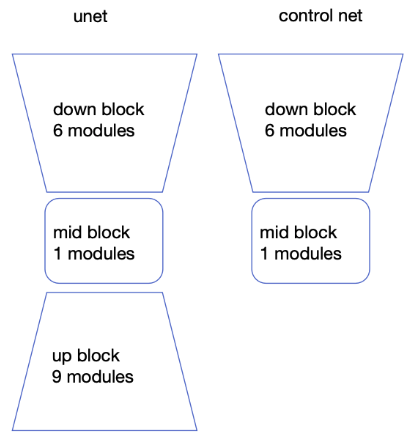 unet
control net
down block
6 modules
down block
6 modules
mid block
1 modules
mid block
1 modules
up block
9 modules